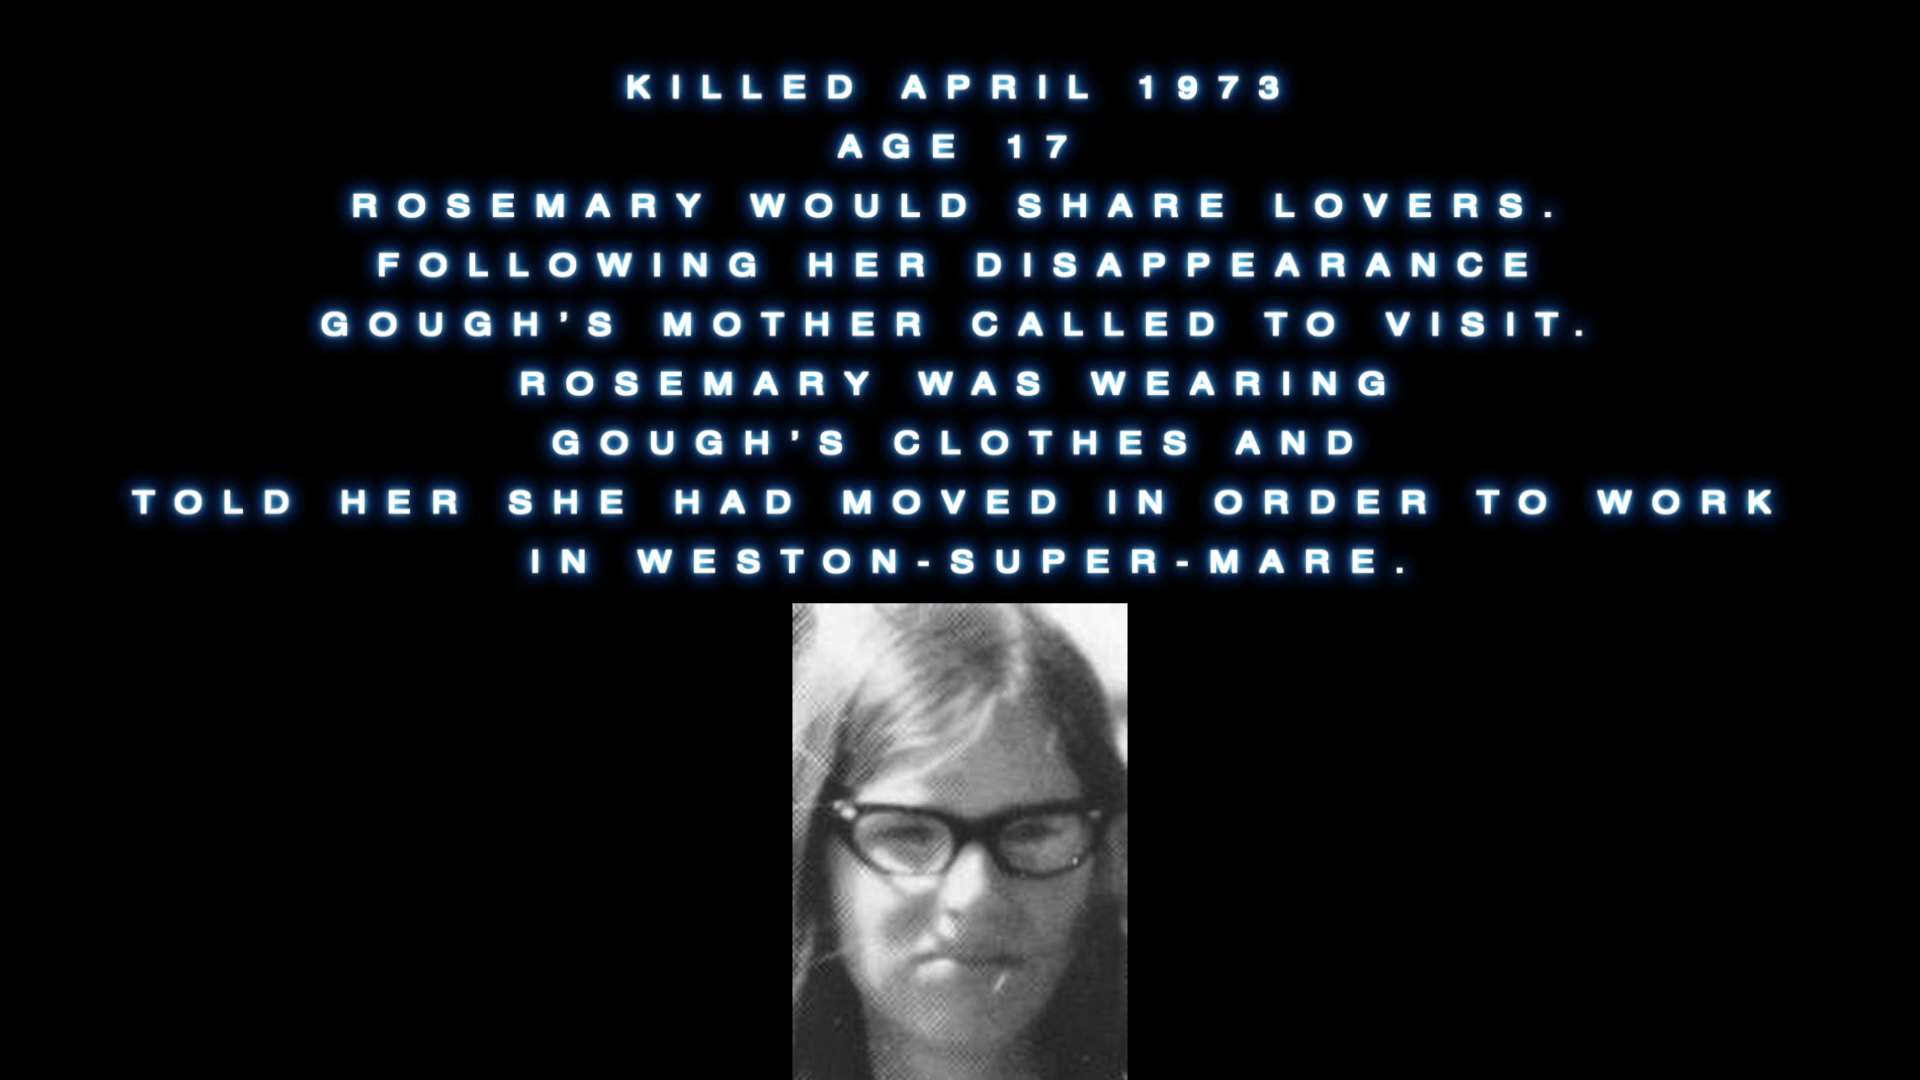 KILLED APRIL 1973
AGE 17
ROSEMARY WOULD SHARE LOVERS.
FOLLOWING HER DISAPPEARANCE
GOUGH’S MOTHER CALLED TO VISIT.
ROSEMARY WAS WEARING
GOUGH’S CLOTHES AND
TOLD HER SHE HAD MOVED IN ORDER TO WORK
IN WESTON-SUPER-MARE.